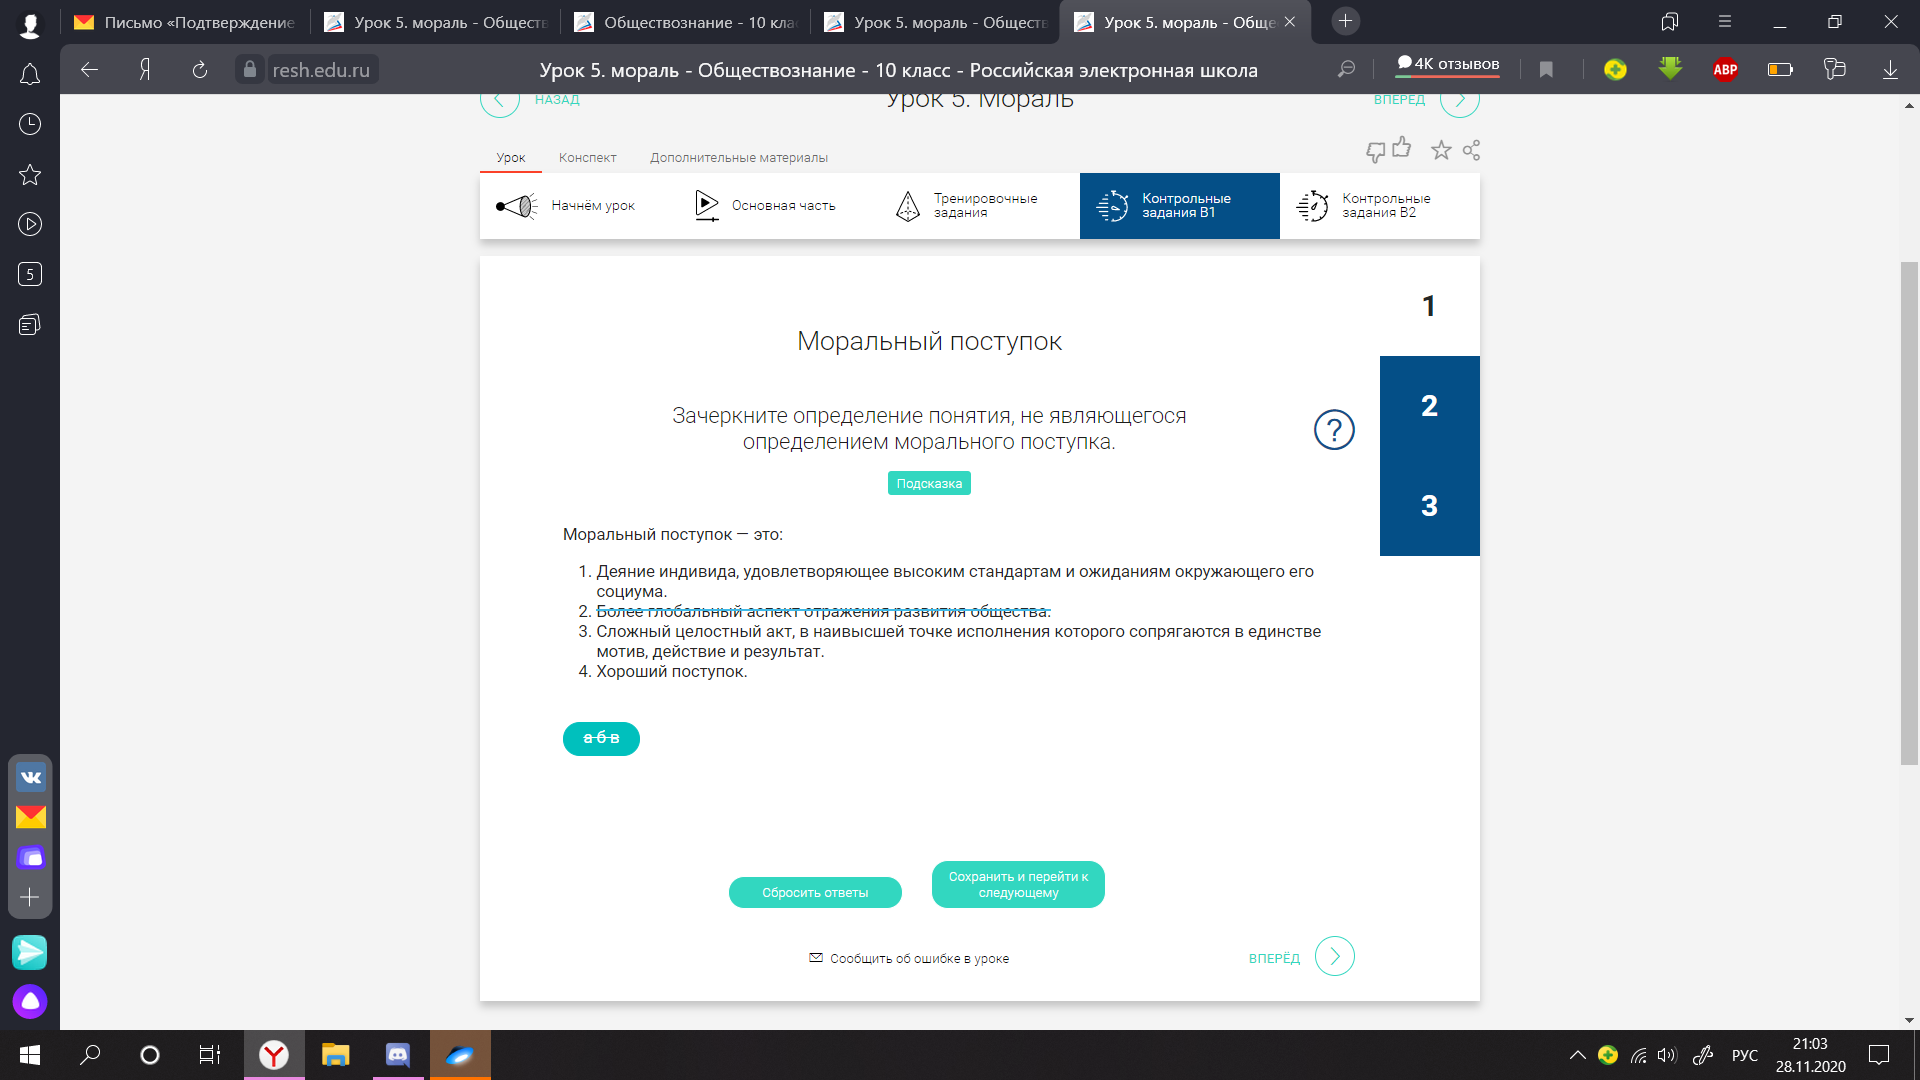 Письмо «Подтверждение
Урок 5. мораль - Обществ
Обществознание - 10 кла
Урок 5. мораль - Обществ
Урок 5. мораль - Обще
Я
resh.edu.ru
Урок 5. мораль - Обществознание - 10 класс - Российская электронная школа
4K отзывов
ABP
НАЗАД
Урок 5. Мораль
ВПЕРЁД
Урок
Конспект
Дополнительные материалы
Начнём урок
Основная часть
Тренировочные
задания
Контрольные
задания В1
Контрольные
задания В2
5
1
2
3
Моральный поступок
Зачеркните определение понятия, не являющегося
определением морального поступка.
?
Подсказка
Моральный поступок — это:
1. Деяние индивида, удовлетворяющее высоким стандартам и ожиданиям окружающего его
социума.
2. Более глобальный аспект отражения развития общества.
3. Сложный целостный акт, в наивысшей точке исполнения которого сопрягаются в единстве
мотив, действие и результат.
4. Хороший поступок.
а б в
Сбросить ответы
Сохранить и перейти к
следующему
Сообщить об ошибке в уроке
ВПЕРЁД
РУС
21:03
28.11.2020